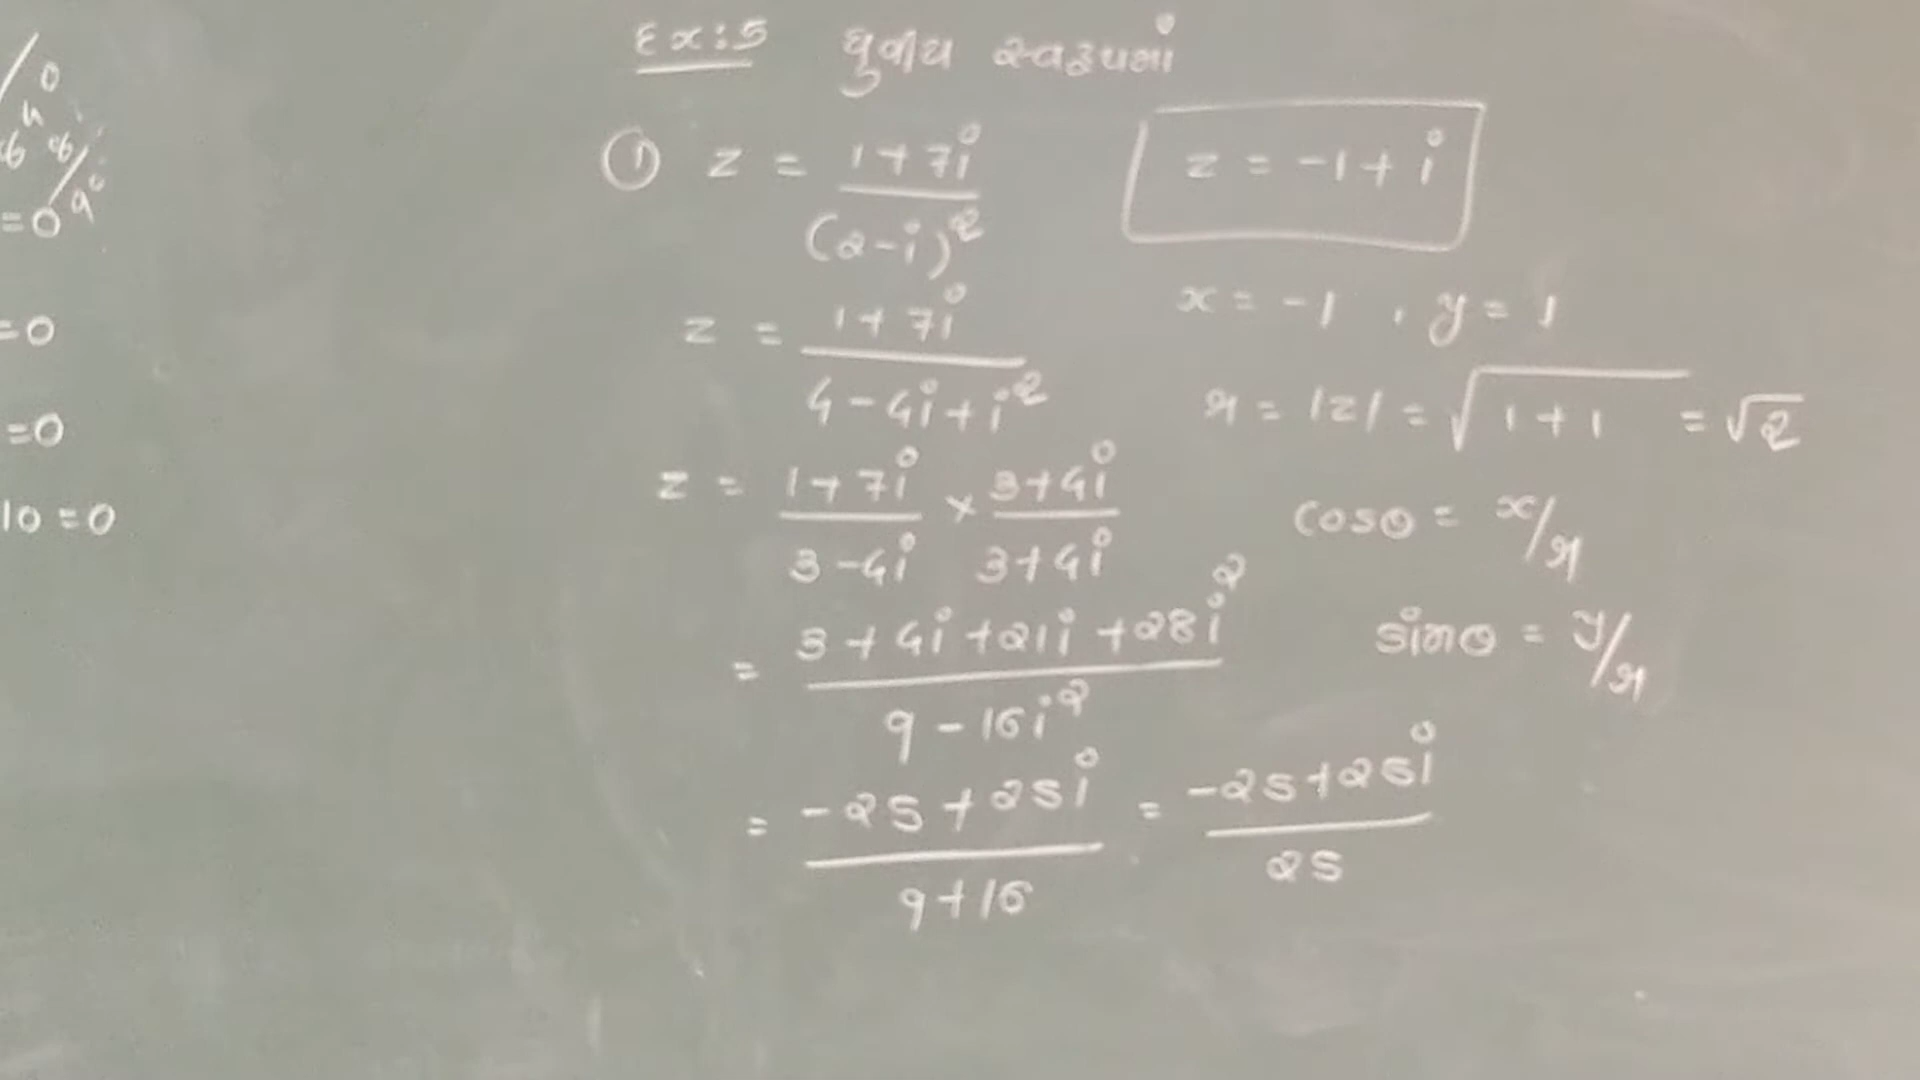 Ex:5 ધ્રુવીય સ્વરૂપમાં
① z = (1+7i)/(2-i)²
z = (1+7i)/(4-4i+i²)
z = (1+7i)/(3-4i) × (3+4i)/(3+4i)
= (3+4i+21i+28i²)/(9-16i²)
= (-25+25i)/(9+16) = (-25+25i)/25
z = -1+i
x = -1, y = 1
r = |z| = √(1+1) = √2
cosθ = x/r
sinθ = y/r
=0
=0
=0
10=0